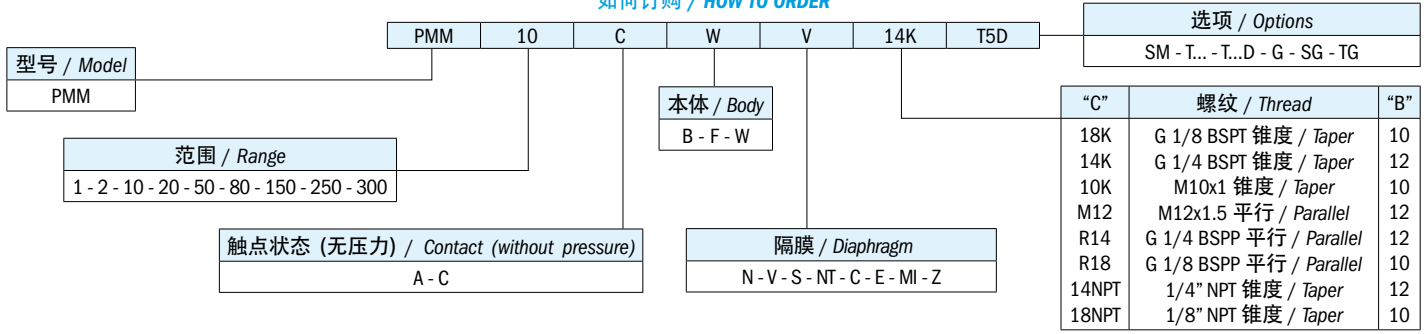 如何订购 / HOW TO ORDER
PMM 10 C W V 14K T5D
选项 / Options
SM - T... - T...D - G - SG - TG
型号 / Model
PMM
本体 / Body
B - F - W
范围 / Range
1 - 2 - 10 - 20 - 50 - 80 - 150 - 250 - 300
触点状态 (无压力) / Contact (without pressure)
A - C
隔膜 / Diaphragm
N - V - S - NT - C - E - MI - Z
“C” 螺纹 / Thread “B”
18K G 1/8 BSPT 锥度 / Taper 10
14K G 1/4 BSPT 锥度 / Taper 12
10K M10x1 锥度 / Taper 10
M12 M12x1.5 平行 / Parallel 12
R14 G 1/4 BSPP 平行 / Parallel 12
R18 G 1/8 BSPP 平行 / Parallel 10
14NPT 1/4” NPT 锥度 / Taper 12
18NPT 1/8” NPT 锥度 / Taper 10